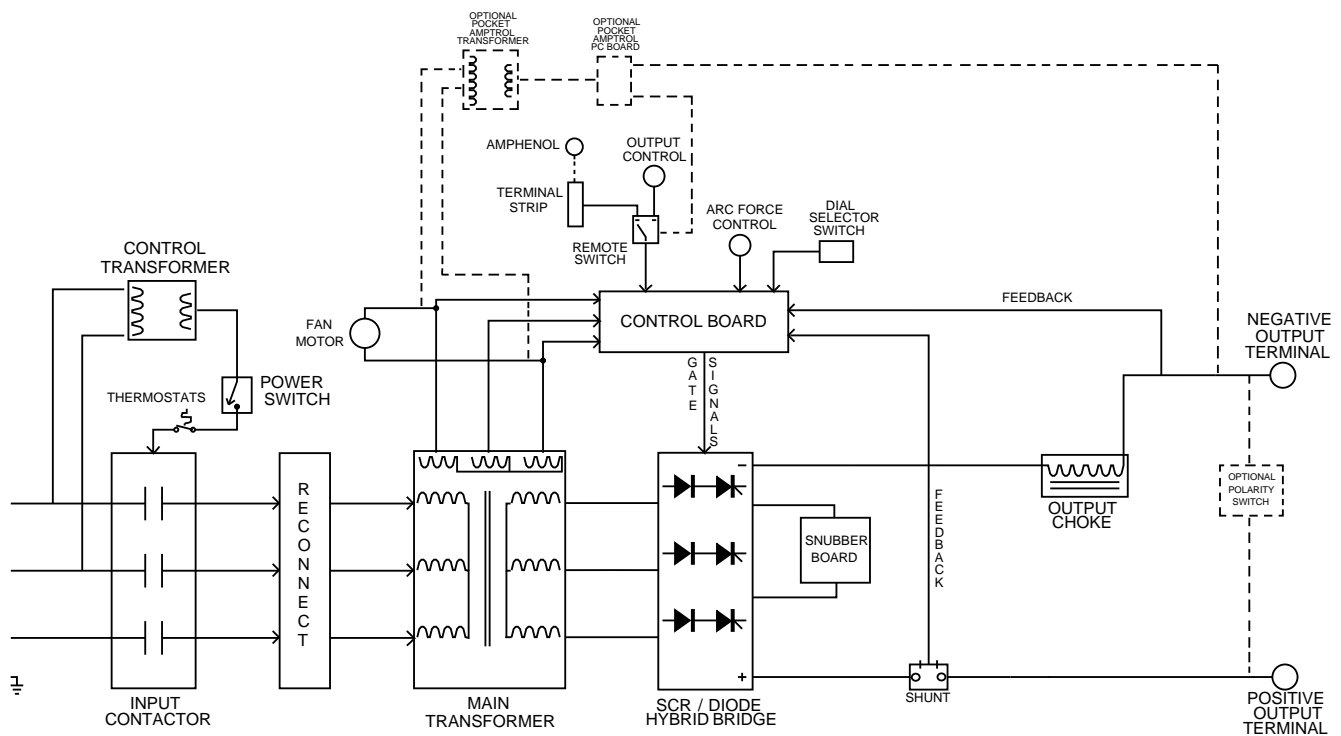 OPTIONAL
POCKET
AMPTROL
TRANSFORMER
OPTIONAL
POCKET
AMPTROL
PC BOARD
AMPHENOL
OUTPUT
CONTROL
TERMINAL
STRIP
REMOTE
SWITCH
ARC FORCE
CONTROL
DIAL
SELECTOR
SWITCH
CONTROL
TRANSFORMER
FAN
MOTOR
CONTROL BOARD
FEEDBACK
NEGATIVE
OUTPUT
TERMINAL
POWER
SWITCH
THERMOSTATS
GATE
SIGNALS
RECONNECT
−
+
SNUBBER
BOARD
FEEDBACK
OUTPUT
CHOKE
OPTIONAL
POLARITY
SWITCH
INPUT
CONTACTOR
MAIN
TRANSFORMER
SCR / DIODE
HYBRID BRIDGE
SHUNT
POSITIVE
OUTPUT
TERMINAL